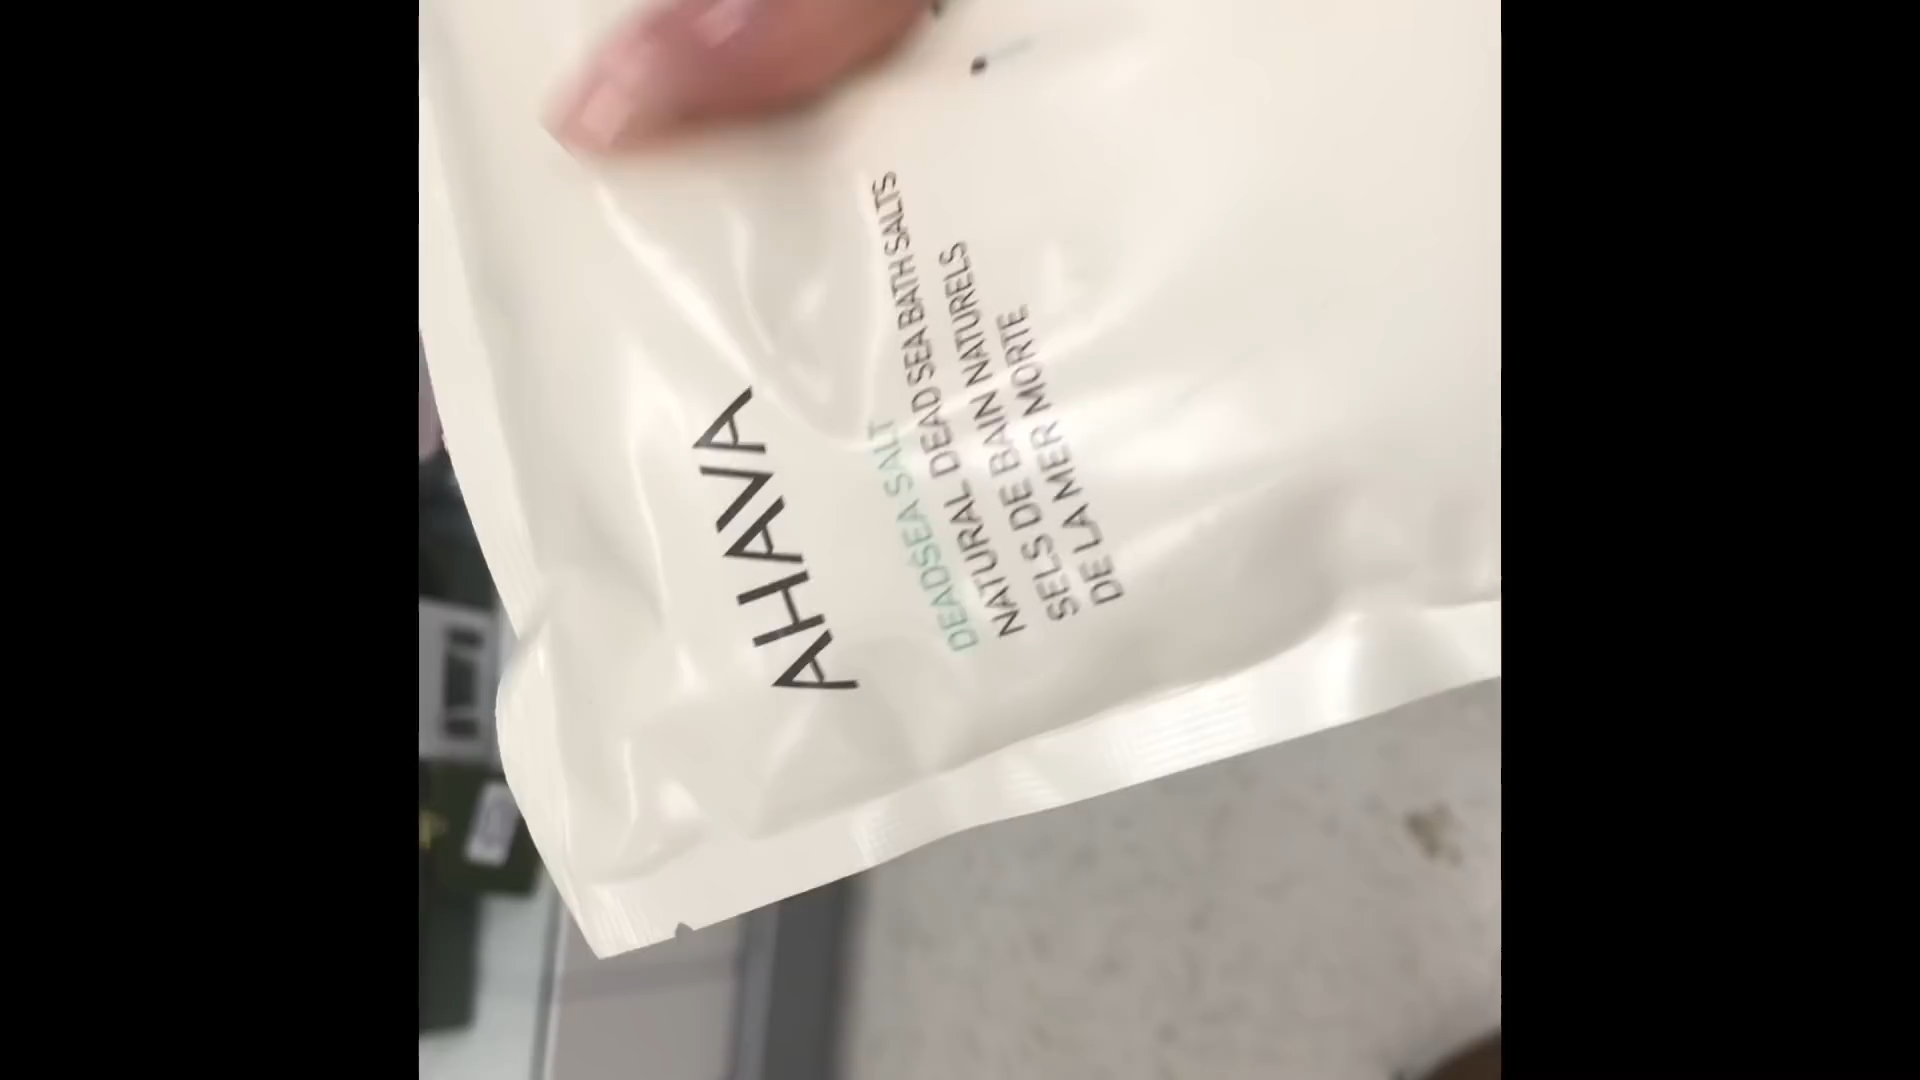 AHAVA
DEADSEA SALT
NATURAL DEAD SEA BATH SALTS
SELS DE BAIN NATURELS
DE LA MER MORTE